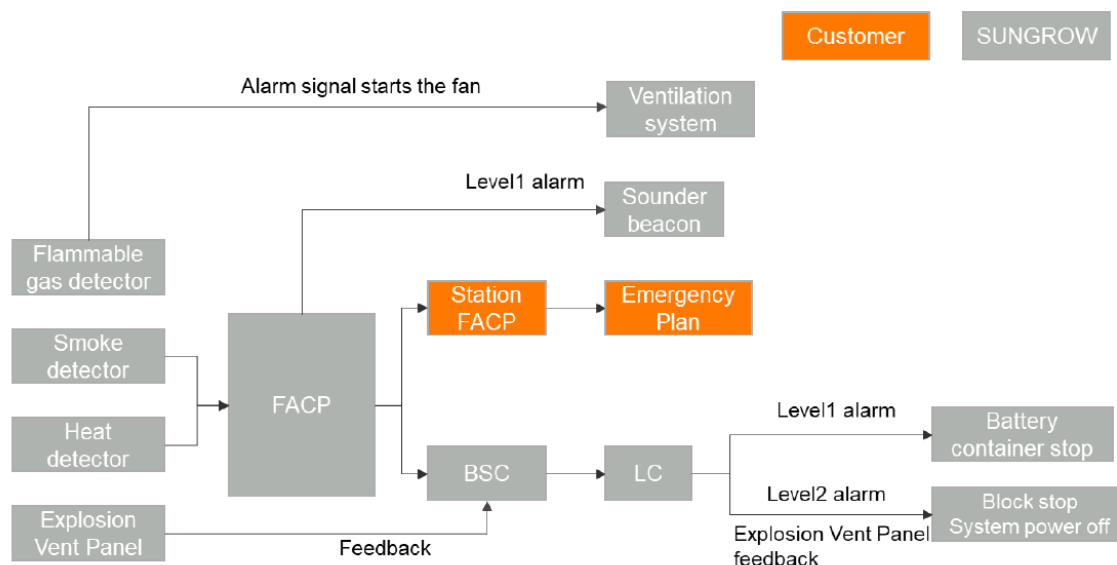 Customer
SUNGROW
Alarm signal starts the fan
Ventilation
system
Level1 alarm
Sounder
beacon
Flammable
gas detector
Station
FACP
Emergency
Plan
Smoke
detector
FACP
Heat
detector
BSC
LC
Level1 alarm
Battery
container stop
Level2 alarm
Block stop
System power off
Explosion Vent Panel
feedback
Explosion
Vent Panel
Feedback